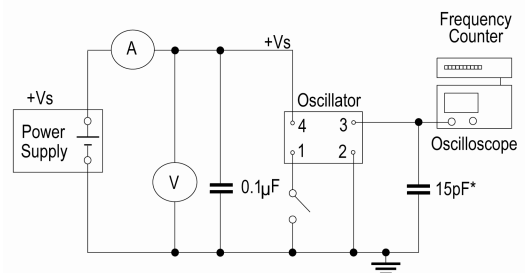 Frequency
Counter
A
+Vs
+Vs
Oscillator
Power
Supply
4
3
1
2
Oscilloscope
V
0.1µF
15pF*